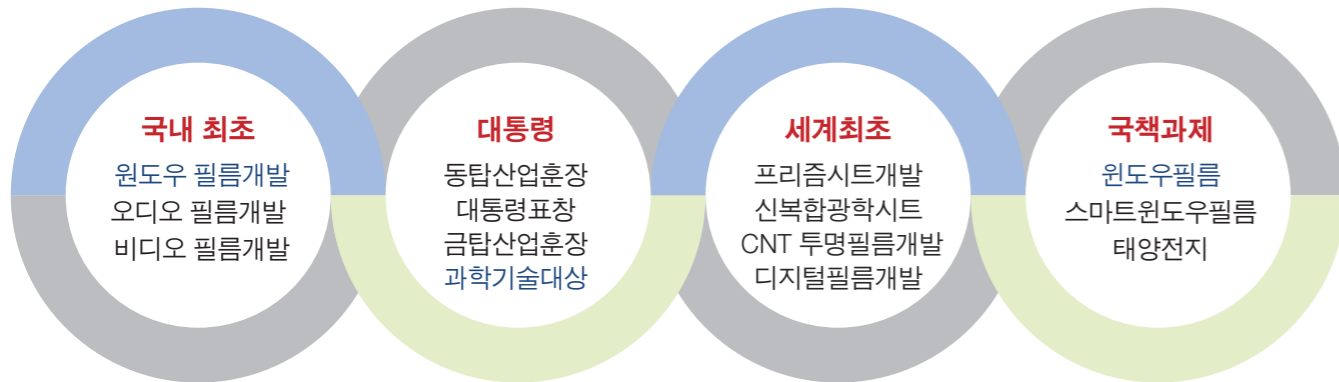 국내 최초
원도우 필름개발
오디오 필름개발
비디오 필름개발
대통령
동탑산업훈장
대통령표창
금탑산업훈장
과학기술대상
세계최초
프리즘시트개발
신복합광학시트
CNT 투명필름개발
디지털필름개발
국책과제
윈도우필름
스마트윈도우필름
태양전지